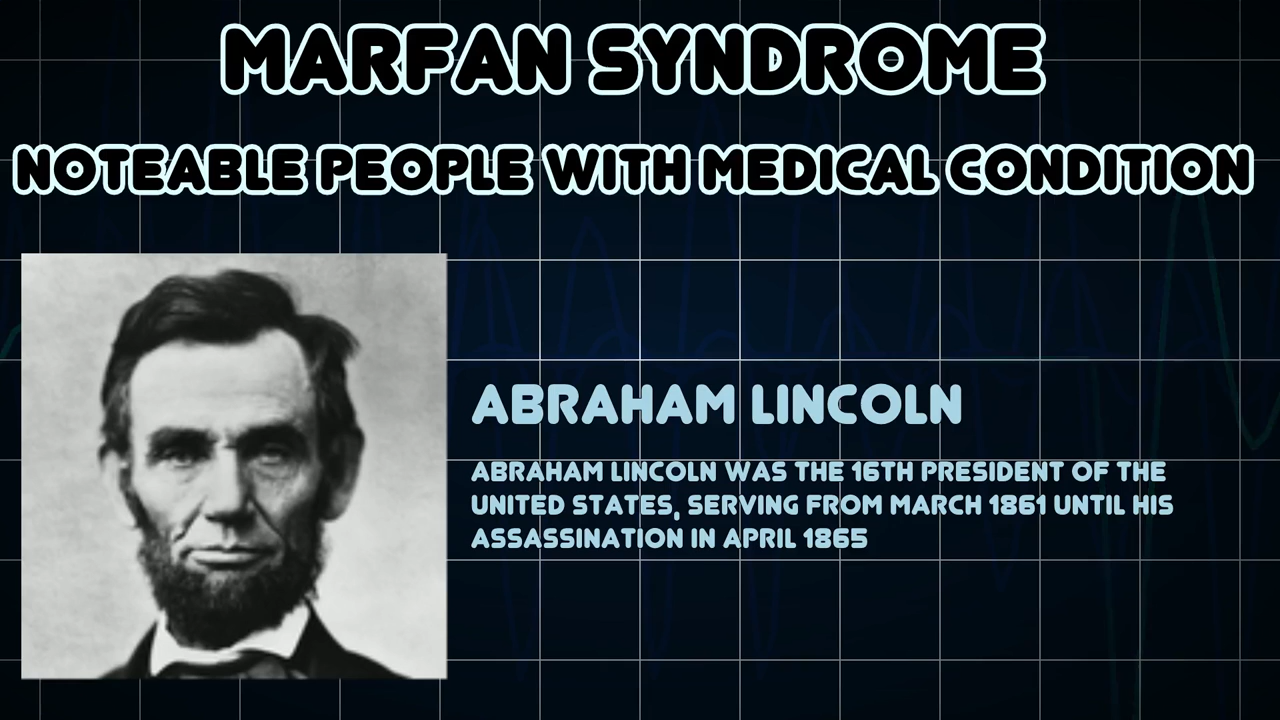 MARFAN SYNDROME
NOTEABLE PEOPLE WITH MEDICAL CONDITION
ABRAHAM LINCOLN
ABRAHAM LINCOLN WAS THE 16TH PRESIDENT OF THE
UNITED STATES, SERVING FROM MARCH 1861 UNTIL HIS
ASSASSINATION IN APRIL 1865